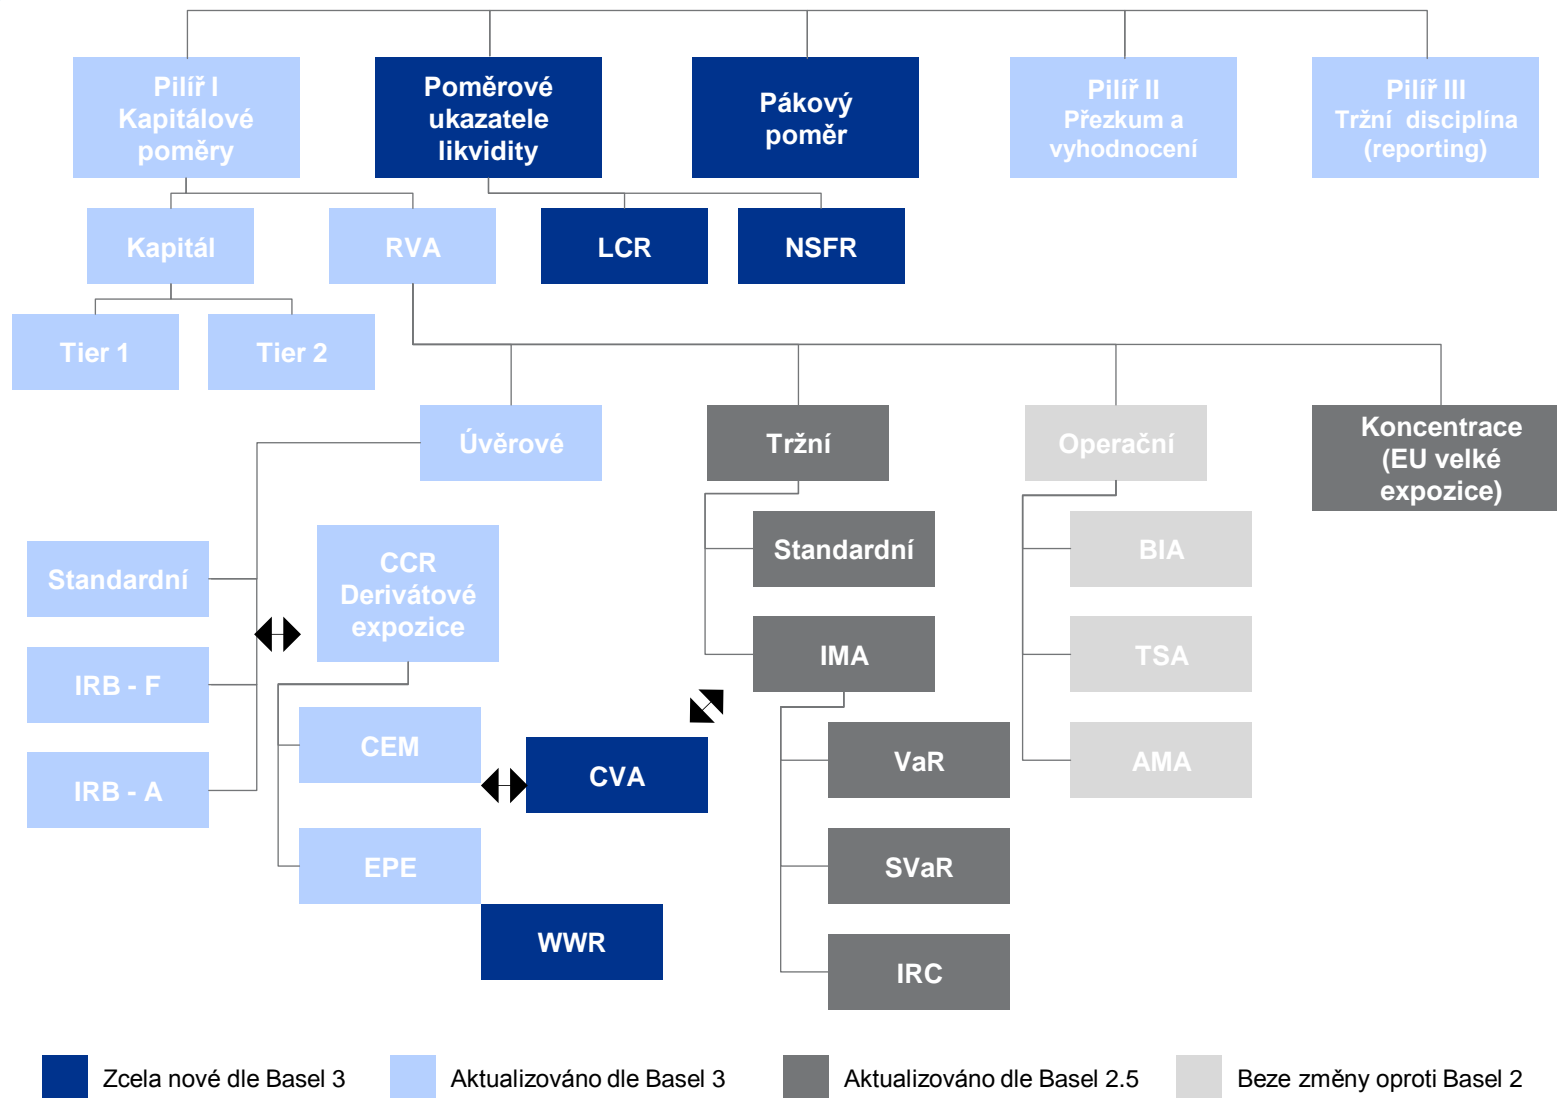 Pilíř I
Kapitálové
poměry
Poměrové
ukazatele
likvidity
Pákový
poměr
Pilíř II
Přezkum a
vyhodnocení
Pilíř III
Tržní disciplína
(reporting)
Kapitál
RVA
LCR
NSFR
Tier 1
Tier 2
Úvěrové
Tržní
Operační
Koncentrace
(EU velké
expozice)
Standardní
IRB - F
IRB - A
CCR
Derivátové
expozice
CEM
EPE
CVA
WWR
Standardní
IMA
VaR
SVaR
IRC
BIA
TSA
AMA
Zcela nové dle Basel 3
Aktualizováno dle Basel 3
Aktualizováno dle Basel 2.5
Beze změny oproti Basel 2